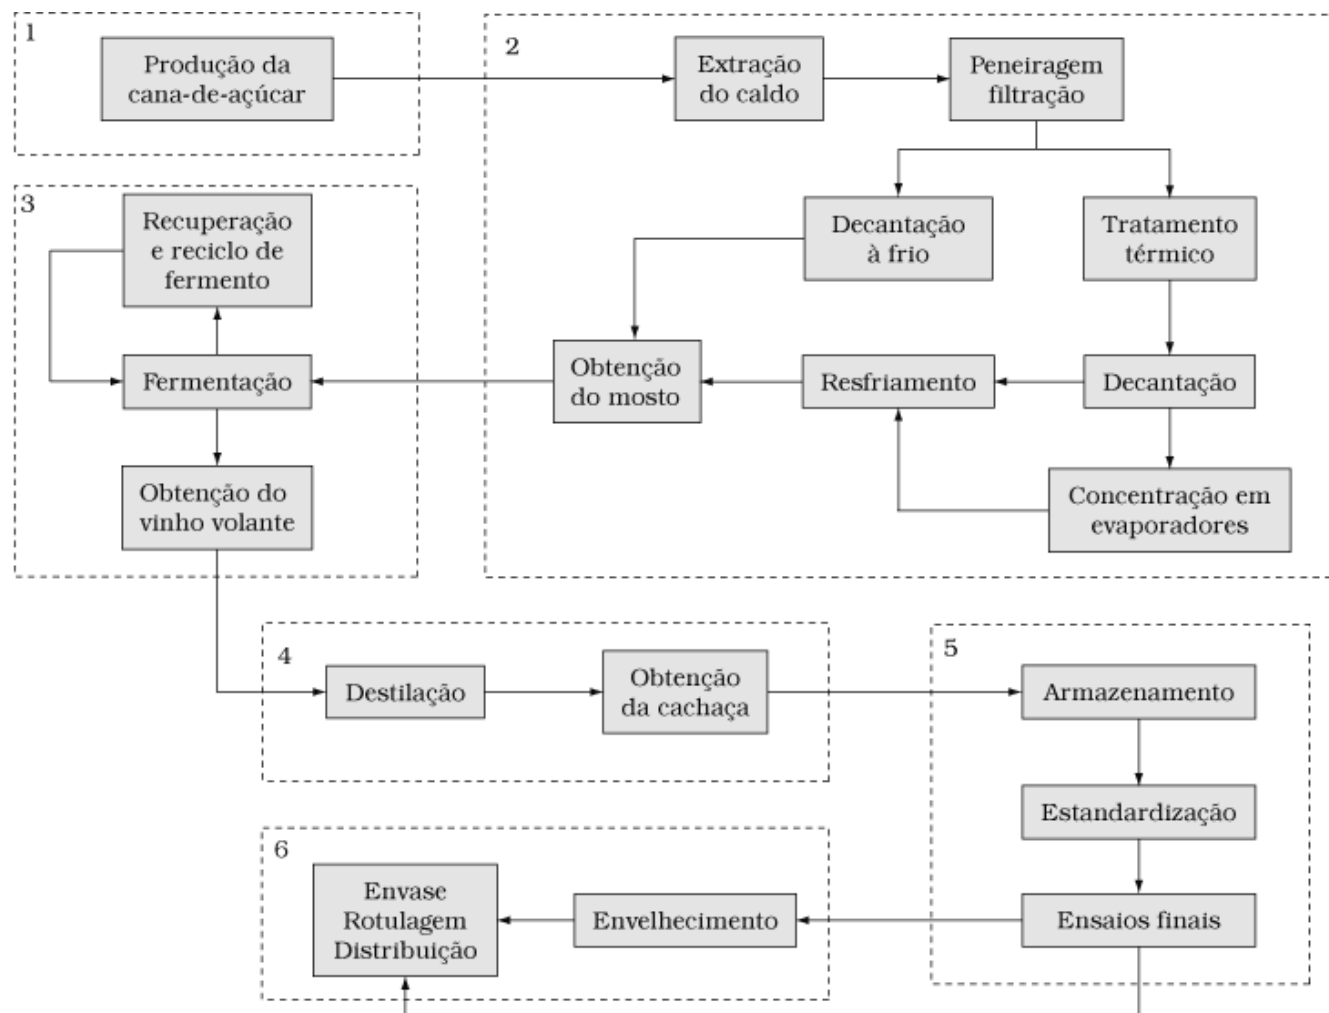 1
Produção da
cana-de-açúcar
2
Extração
do caldo
Peneiragem
filtração
Decantação
à frio
Tratamento
térmico
Obtenção
do mosto
Resfriamento
Decantação
Concentração em
evaporadores
3
Recuperação
e reciclo de
fermento
Fermentação
Obtenção do
vinho volante
4
Destilação
Obtenção
da cachaça
5
Armazenamento
Estandardização
Ensaios finais
6
Envase
Rotulagem
Distribuição
Envelhecimento